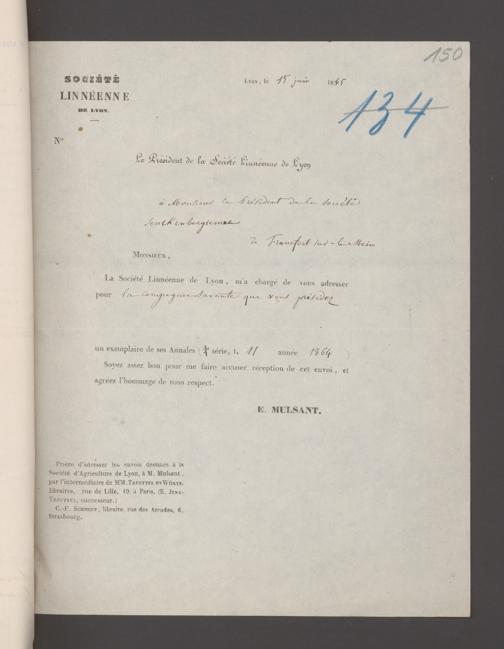 150
SOCIÉTÉ
LINNÉENNE
DE LYON.
Lyon, le 15 juin 1865
134
N°
Le Président de la Société Linnéenne de Lyon
à Monsieur le Président de la société
senckenbergienne
de Francfort sur-le-Mein
MONSIEUR,
La Société Linnéenne de Lyon, m'a chargé de vous adresser
pour la compagnie savante que vous présidez
un exemplaire de ses Annales ( série, t. 11 année 1864 )
Soyez assez bon pour me faire accuser réception de cet envoi, et
agréez l'hommage de mon respect.
E. MULSANT.
Prière d'adresser les envois destinés à la
Société d'Agriculture de Lyon, à M. Mulsant,
par l'intermédiaire de MM. TREUTTEL ET WÜRTZ,
libraires, rue de Lille, 19, à Paris. (E. JUNG-
TREUTTEL, successeur.)
C.-F. SCHMIDT, libraire, rue des Arcades, 6,
Strasbourg.